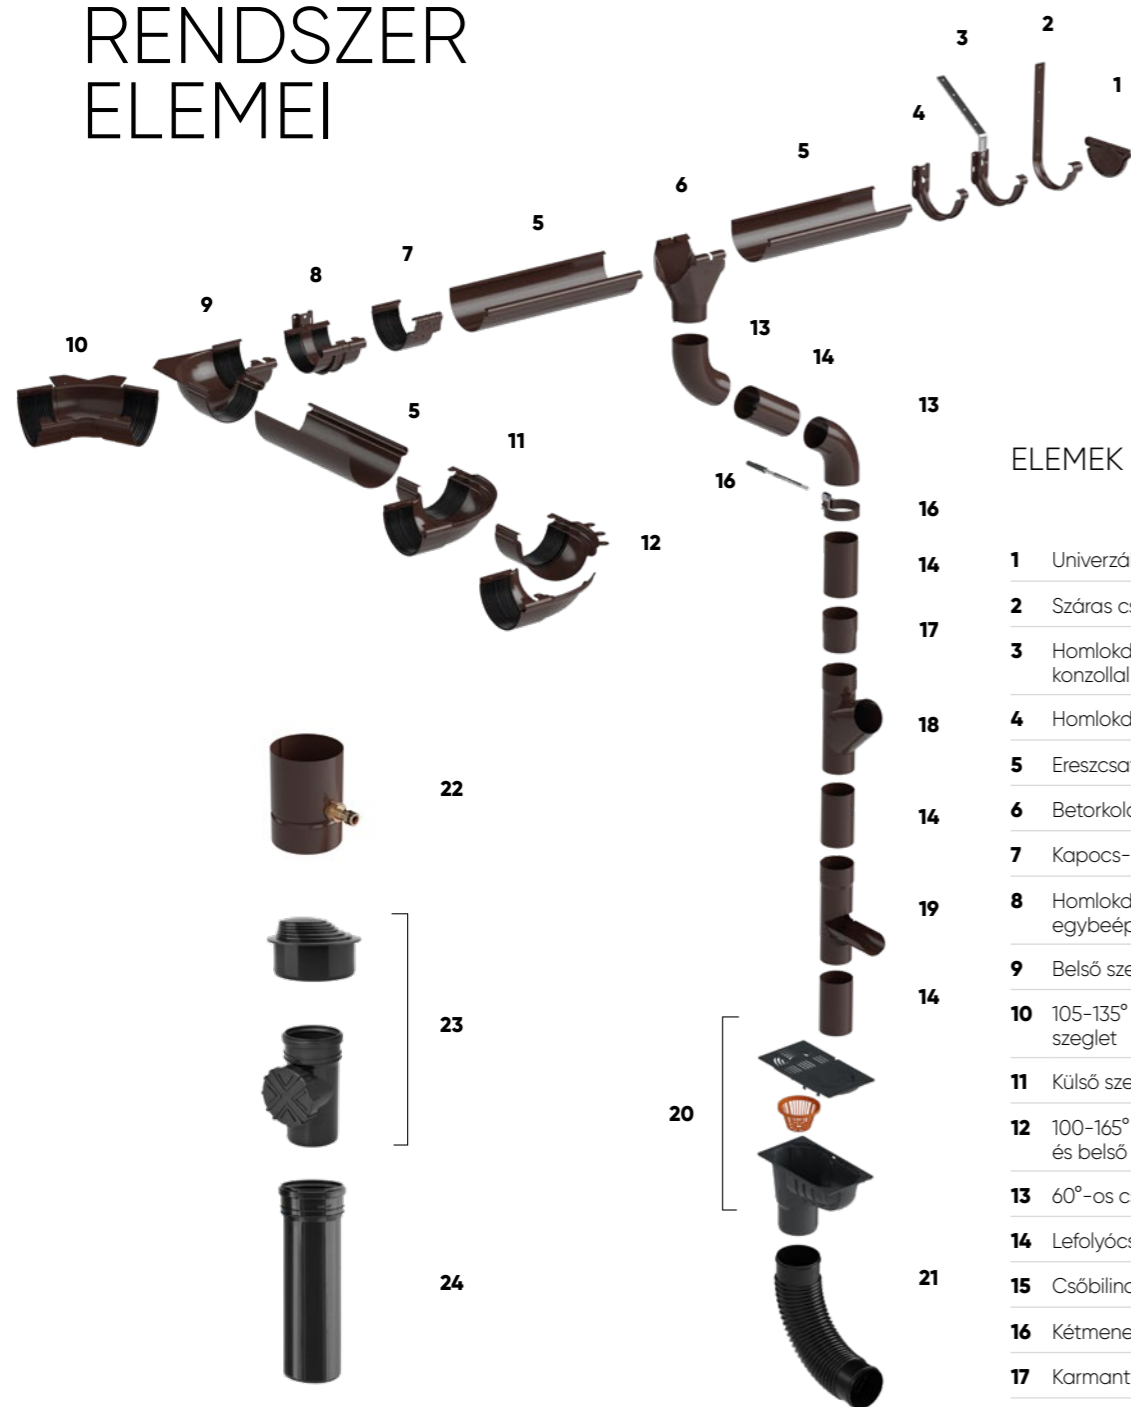 RENDSZER
ELEMEI
3
2
1
4
5
6
5
7
8
9
10
13
14
13
5
11
16
16
12
14
17
18
22
14
19
23
14
20
24
21
ELEMEK
1 Univerzá
2 Száras cs
3 Homlokd
konzollal
4 Homlokd
5 Ereszcsa
6 Betorkol
7 Kapocs-
8 Homlokd
egybeép
9 Belső sze
10 105-135°
szeglet
11 Külső sze
12 100-165°
és belső
13 60°-os c
14 Lefolyócs
15 Csőbilinc
16 Kétmene
17 Karmant